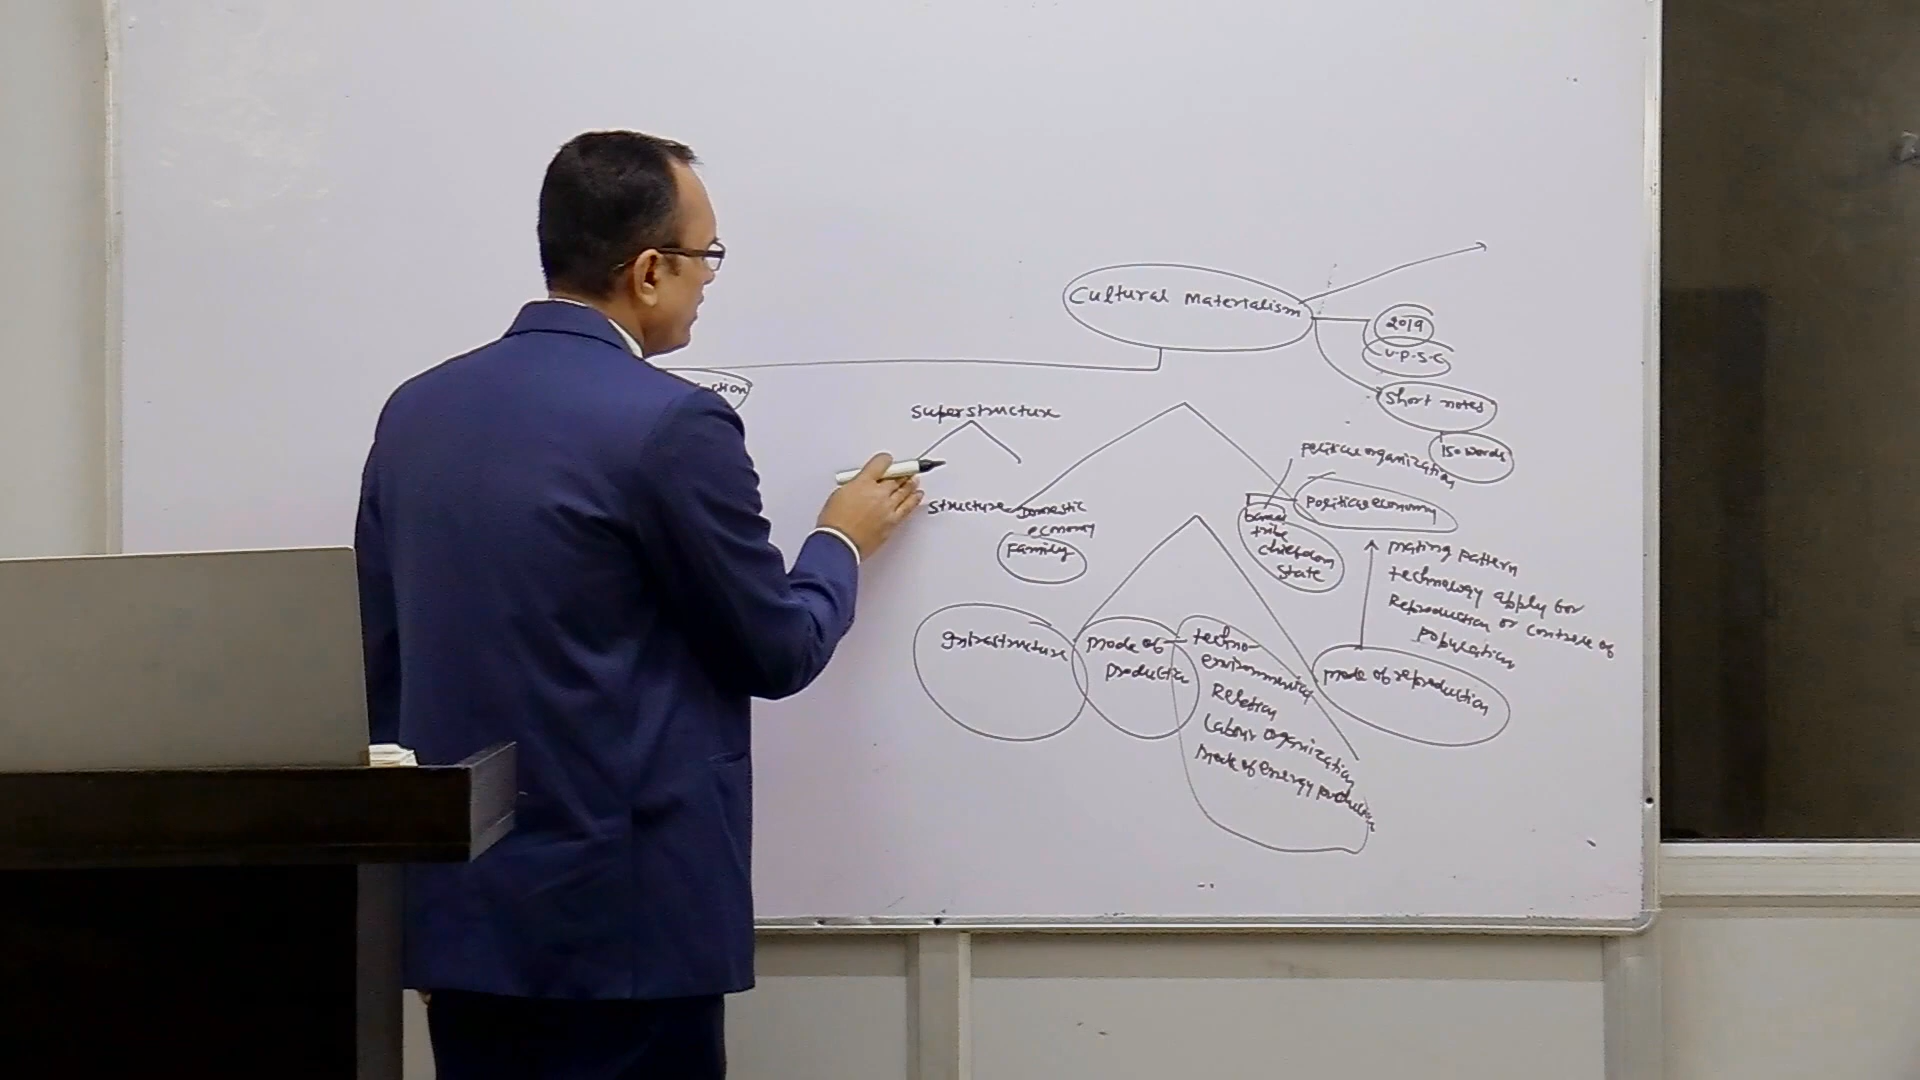 Cultural Materialism
2019
U.P.S.C
Short notes
150 words
Superstructure
Structure
Domestic
economy
Family
Political organization
Political economy
tribe
chiefdom
State
mating pattern
technology apply for
Reproduction or control of
population
Infrastructure
mode of
production
techno-
environmental
Relation
Labour organization
mode of energy production
mode of reproduction